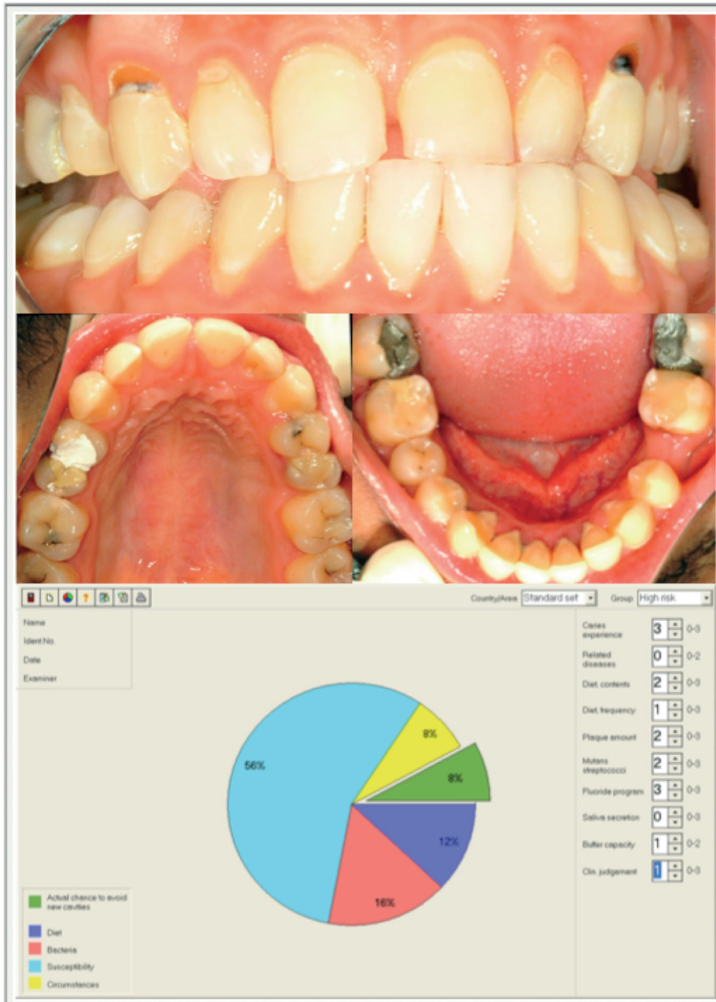 ?
Country/Area Standard set Group High risk
Name
Ident.No.
Date
Examiner
Caries
experience 3 0-3
Related
diseases 0 0-2
Diet, contents 2 0-3
Diet, frequency 1 0-3
Plaque amount 2 0-3
Mutans
streptococci 2 0-3
Fluoride program 3 0-3
Saliva secretion 0 0-3
Buffer capacity 1 0-2
Clin. judgement 1 0-3
8%
8%
56%
12%
16%
Actual chance to avoid
new cavities
Diet
Bacteria
Susceptibility
Circumstances